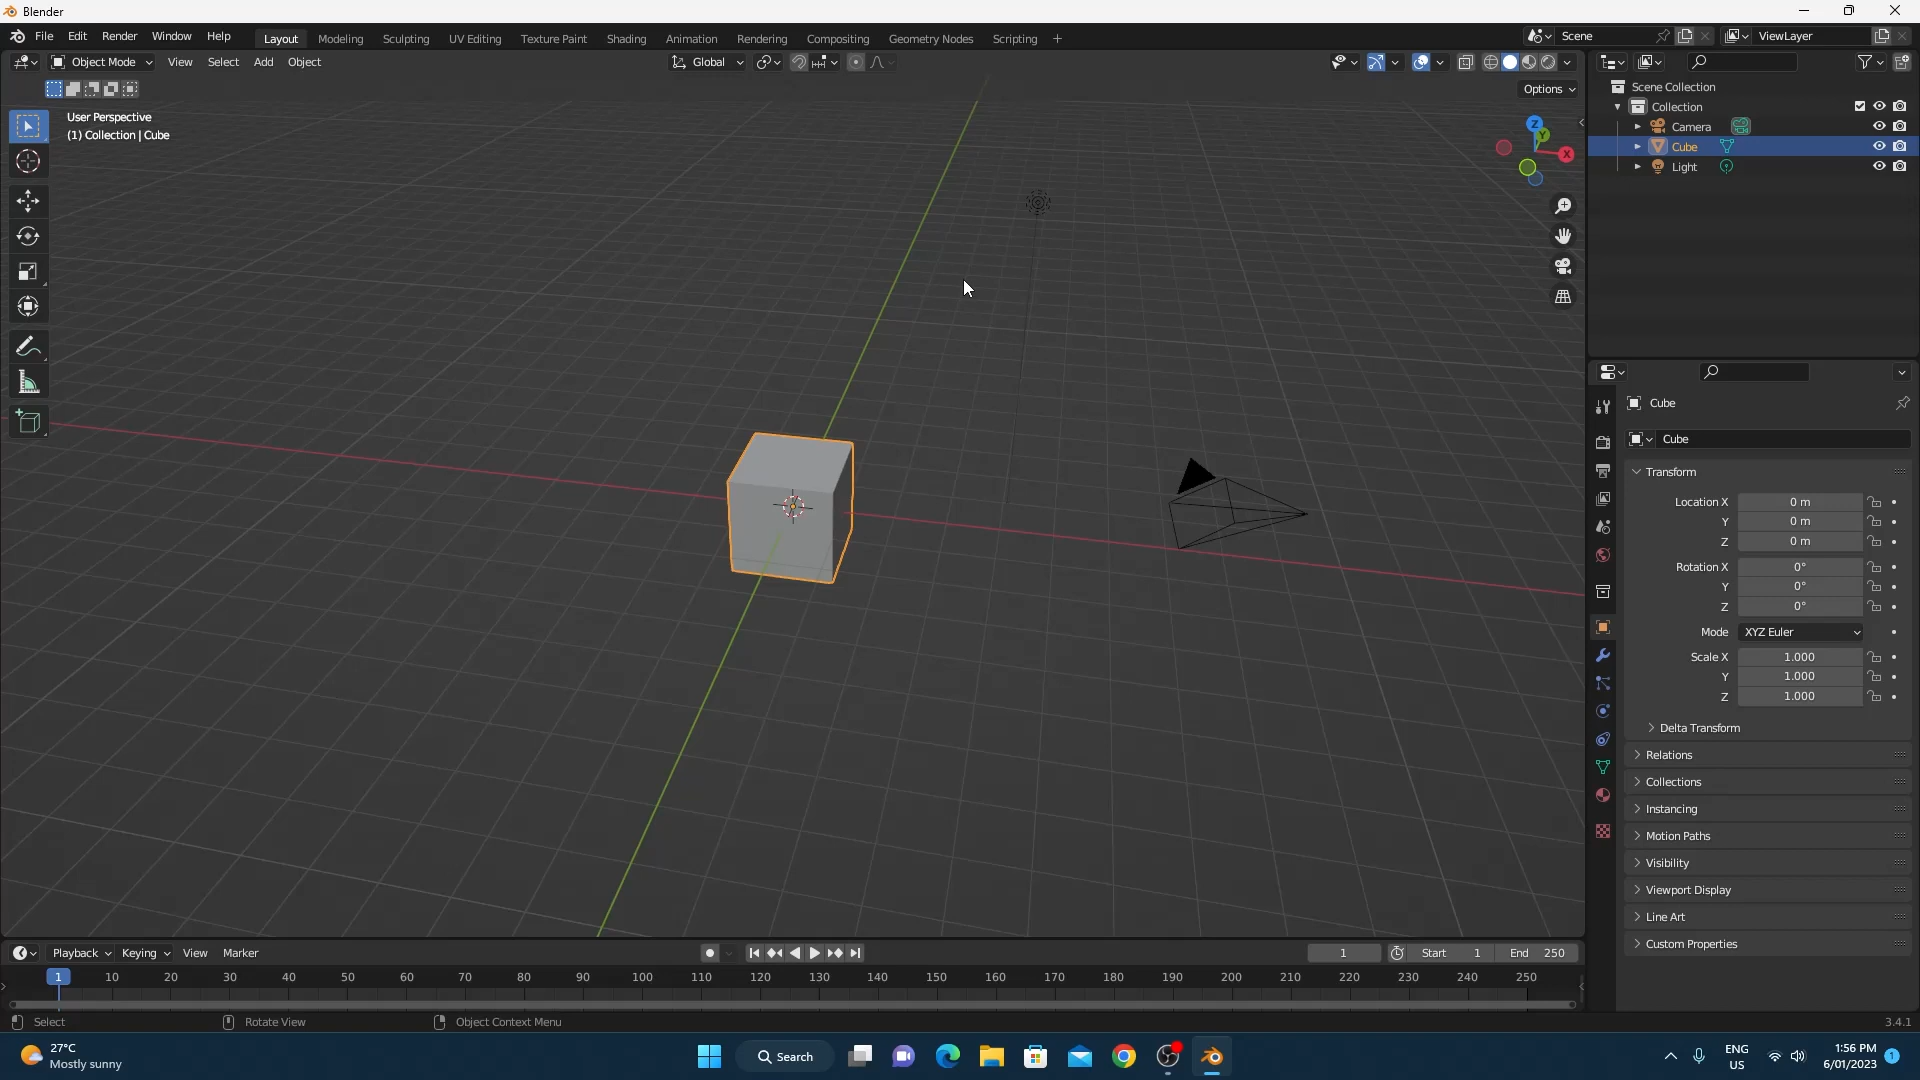 Blender
File Edit Render Window Help Layout Modeling Sculpting UV Editing Texture Paint Shading Animation Rendering Compositing Geometry Nodes Scripting + Scene ViewLayer
Object Mode View Select Add Object Global
Options
User Perspective
(1) Collection | Cube
Z
Y
X
Scene Collection
Collection
Camera
Cube
Light
Cube
Cube
Transform
Location X 0 m
Y 0 m
Z 0 m
Rotation X 0°
Y 0°
Z 0°
Mode XYZ Euler
Scale X 1.000
Y 1.000
Z 1.000
Delta Transform
Relations
Collections
Instancing
Motion Paths
Visibility
Viewport Display
Line Art
Custom Properties
Playback Keying View Marker 1 Start 1 End 250
1 10 20 30 40 50 60 70 80 90 100 110 120 130 140 150 160 170 180 190 200 210 220 230 240 250
Select Rotate View Object Context Menu 3.4.1
27°C
Mostly sunny
Search
ENG
US
1:56 PM
6/01/2023
1